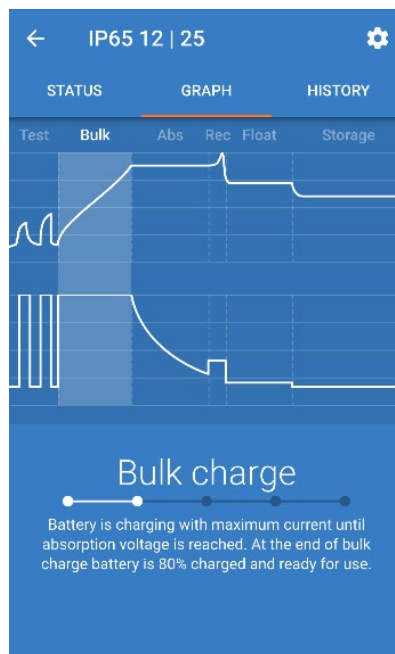 IP65 12 | 25
STATUS GRAPH HISTORY
Test Bulk Abs Rec Float Storage
Bulk charge
Battery is charging with maximum current until
absorption voltage is reached. At the end of bulk
charge battery is 80% charged and ready for use.